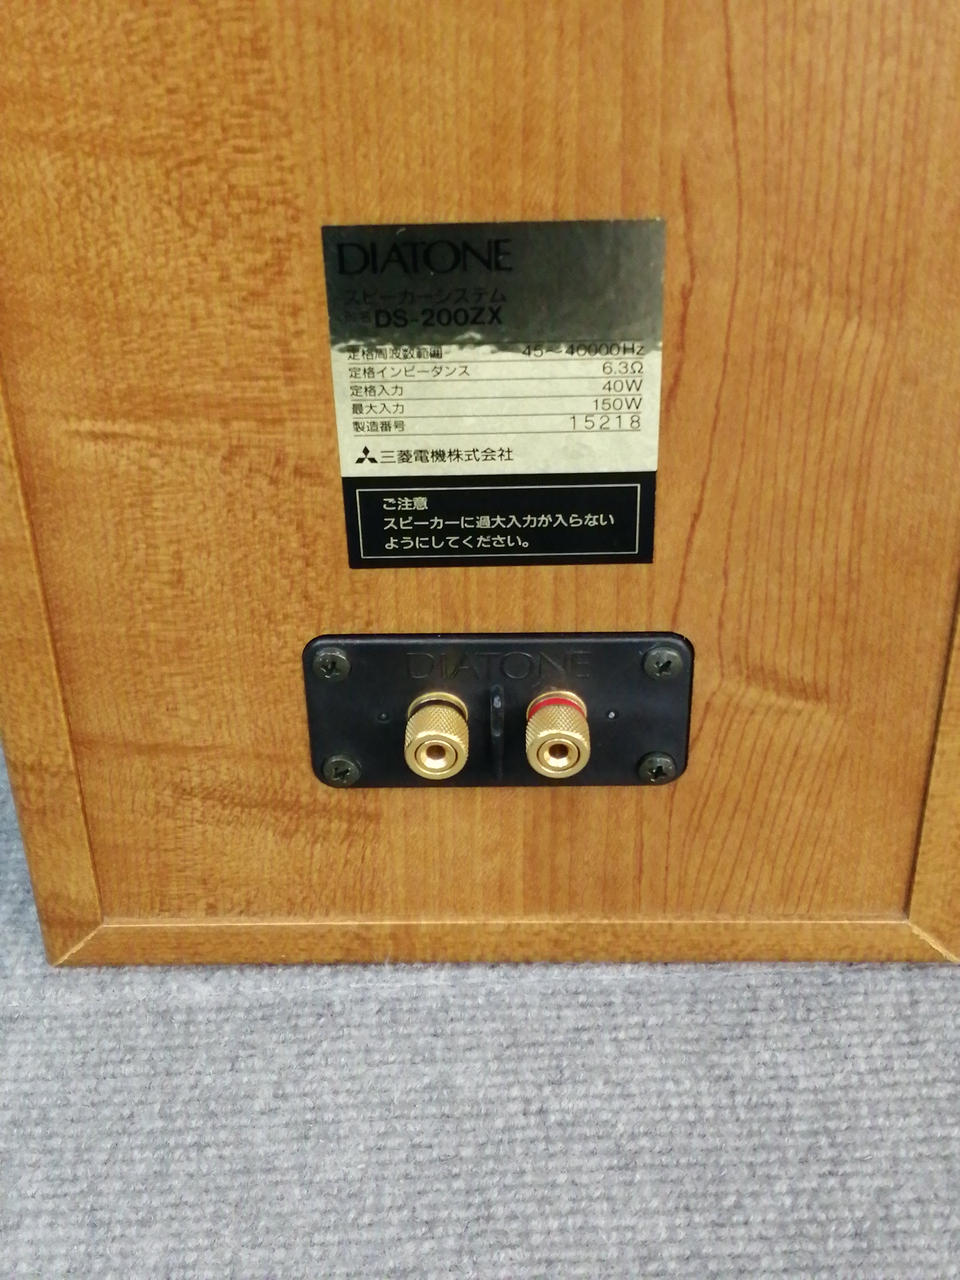 DIATONE
スピーカーシステム
形名 DS-200ZX
定格周波数範囲 45～40000Hz
定格インピーダンス 6.3Ω
定格入力 40W
最大入力 150W
製造番号 15218
三菱電機株式会社
ご注意
スピーカーに過大入力が入らない
ようにしてください。
DIATONE